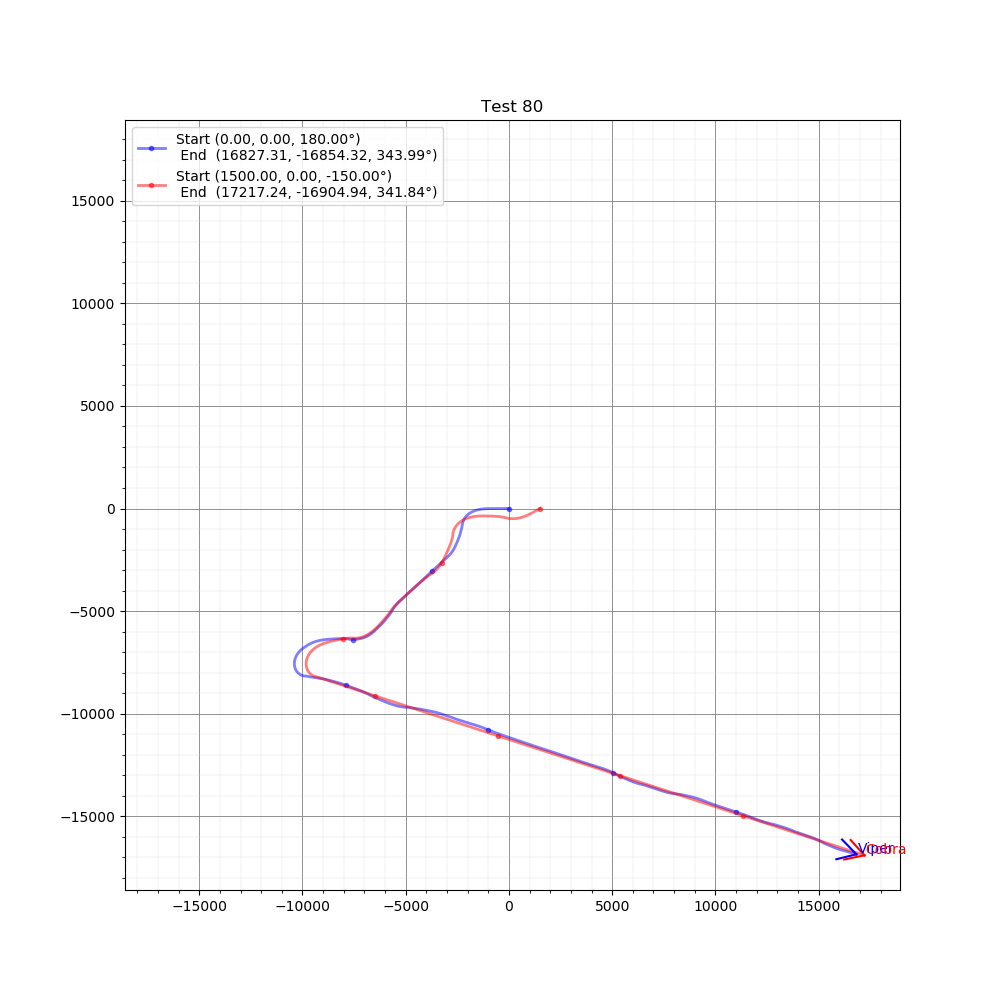 Test 80
Start (0.00, 0.00, 180.00°)
End (16827.31, -16854.32, 343.99°)
Start (1500.00, 0.00, -150.00°)
End (17217.24, -16904.94, 341.84°)
15000
10000
5000
0
−5000
−10000
−15000
Viper
Cobra
−15000 −10000 −5000 0 5000 10000 15000